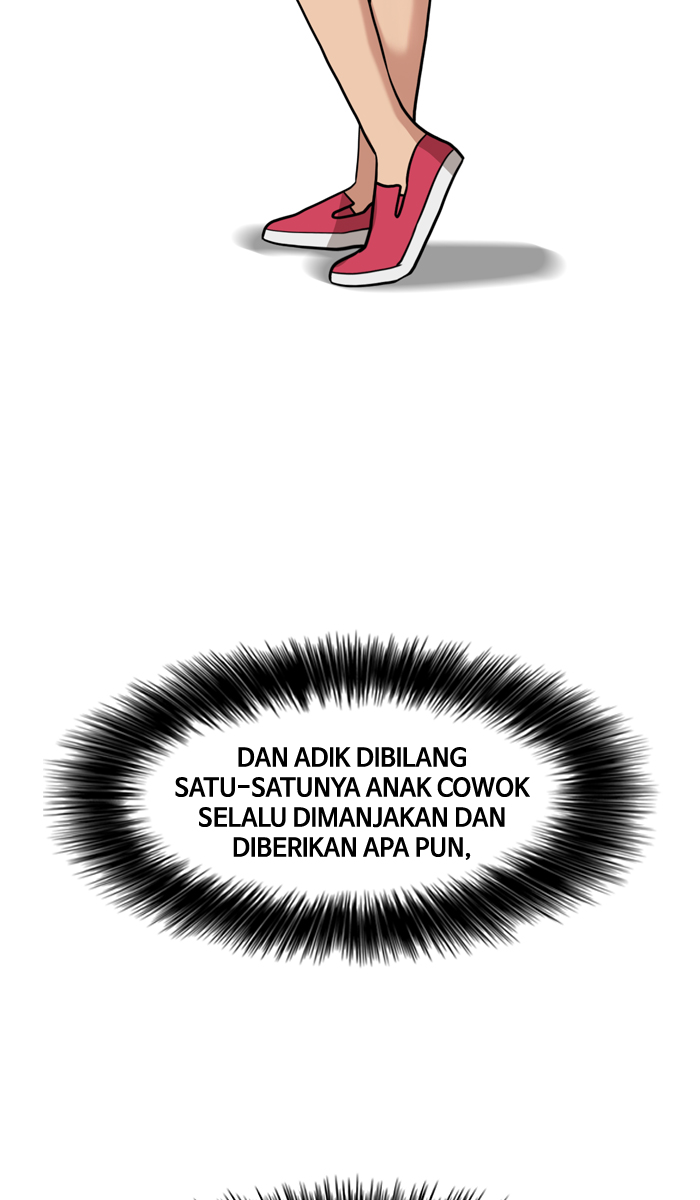 DAN ADIK DIBILANG
SATU-SATUNYA ANAK COWOK
SELALU DIMANJAKAN DAN
DIBERIKAN APA PUN,